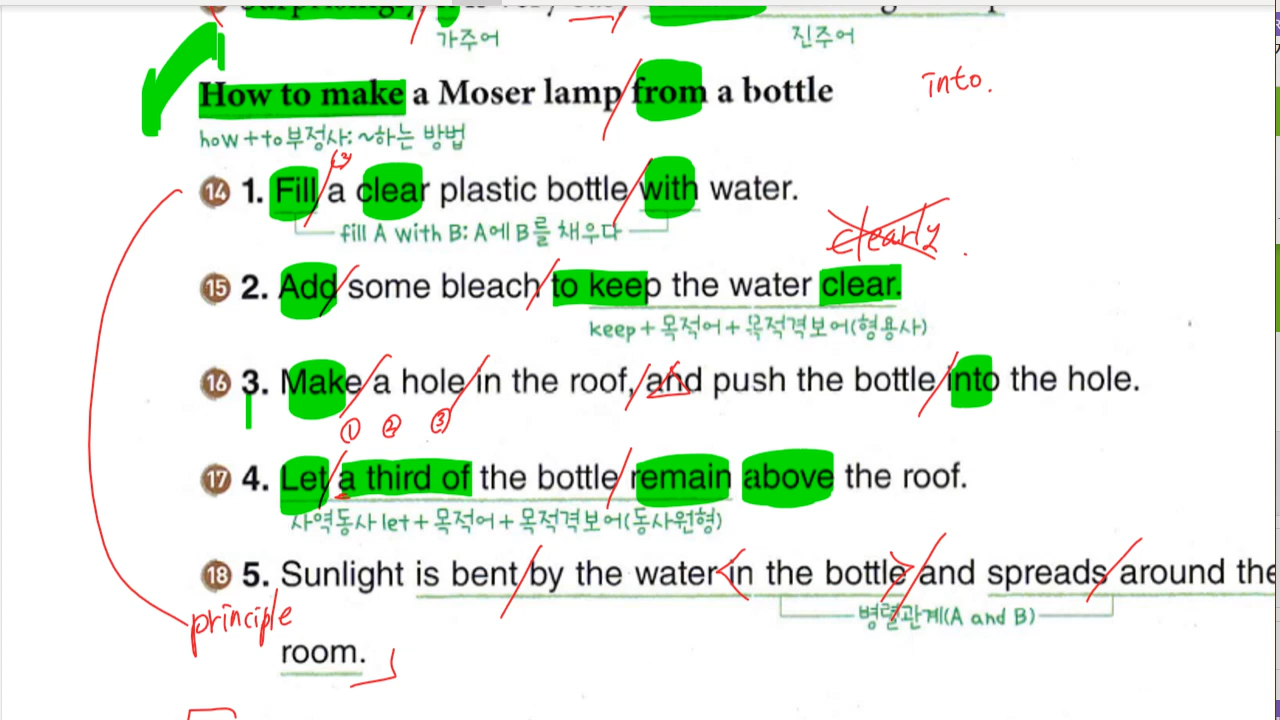 가주어 진주어
How to make a Moser lamp from a bottle into.
how+to부정사: ~하는 방법
14 1. Fill a clear plastic bottle with water.
fill A with B: A에 B를 채우다
clearly.
15 2. Add some bleach to keep the water clear.
keep + 목적어 + 목적격보어(형용사)
16 3. Make a hole in the roof, and push the bottle into the hole.
① ② ③
17 4. Let a third of the bottle remain above the roof.
사역동사 let + 목적어 + 목적격보어(동사원형)
18 5. Sunlight is bent by the water in the bottle and spreads around the
병렬관계(A and B)
principle
room.